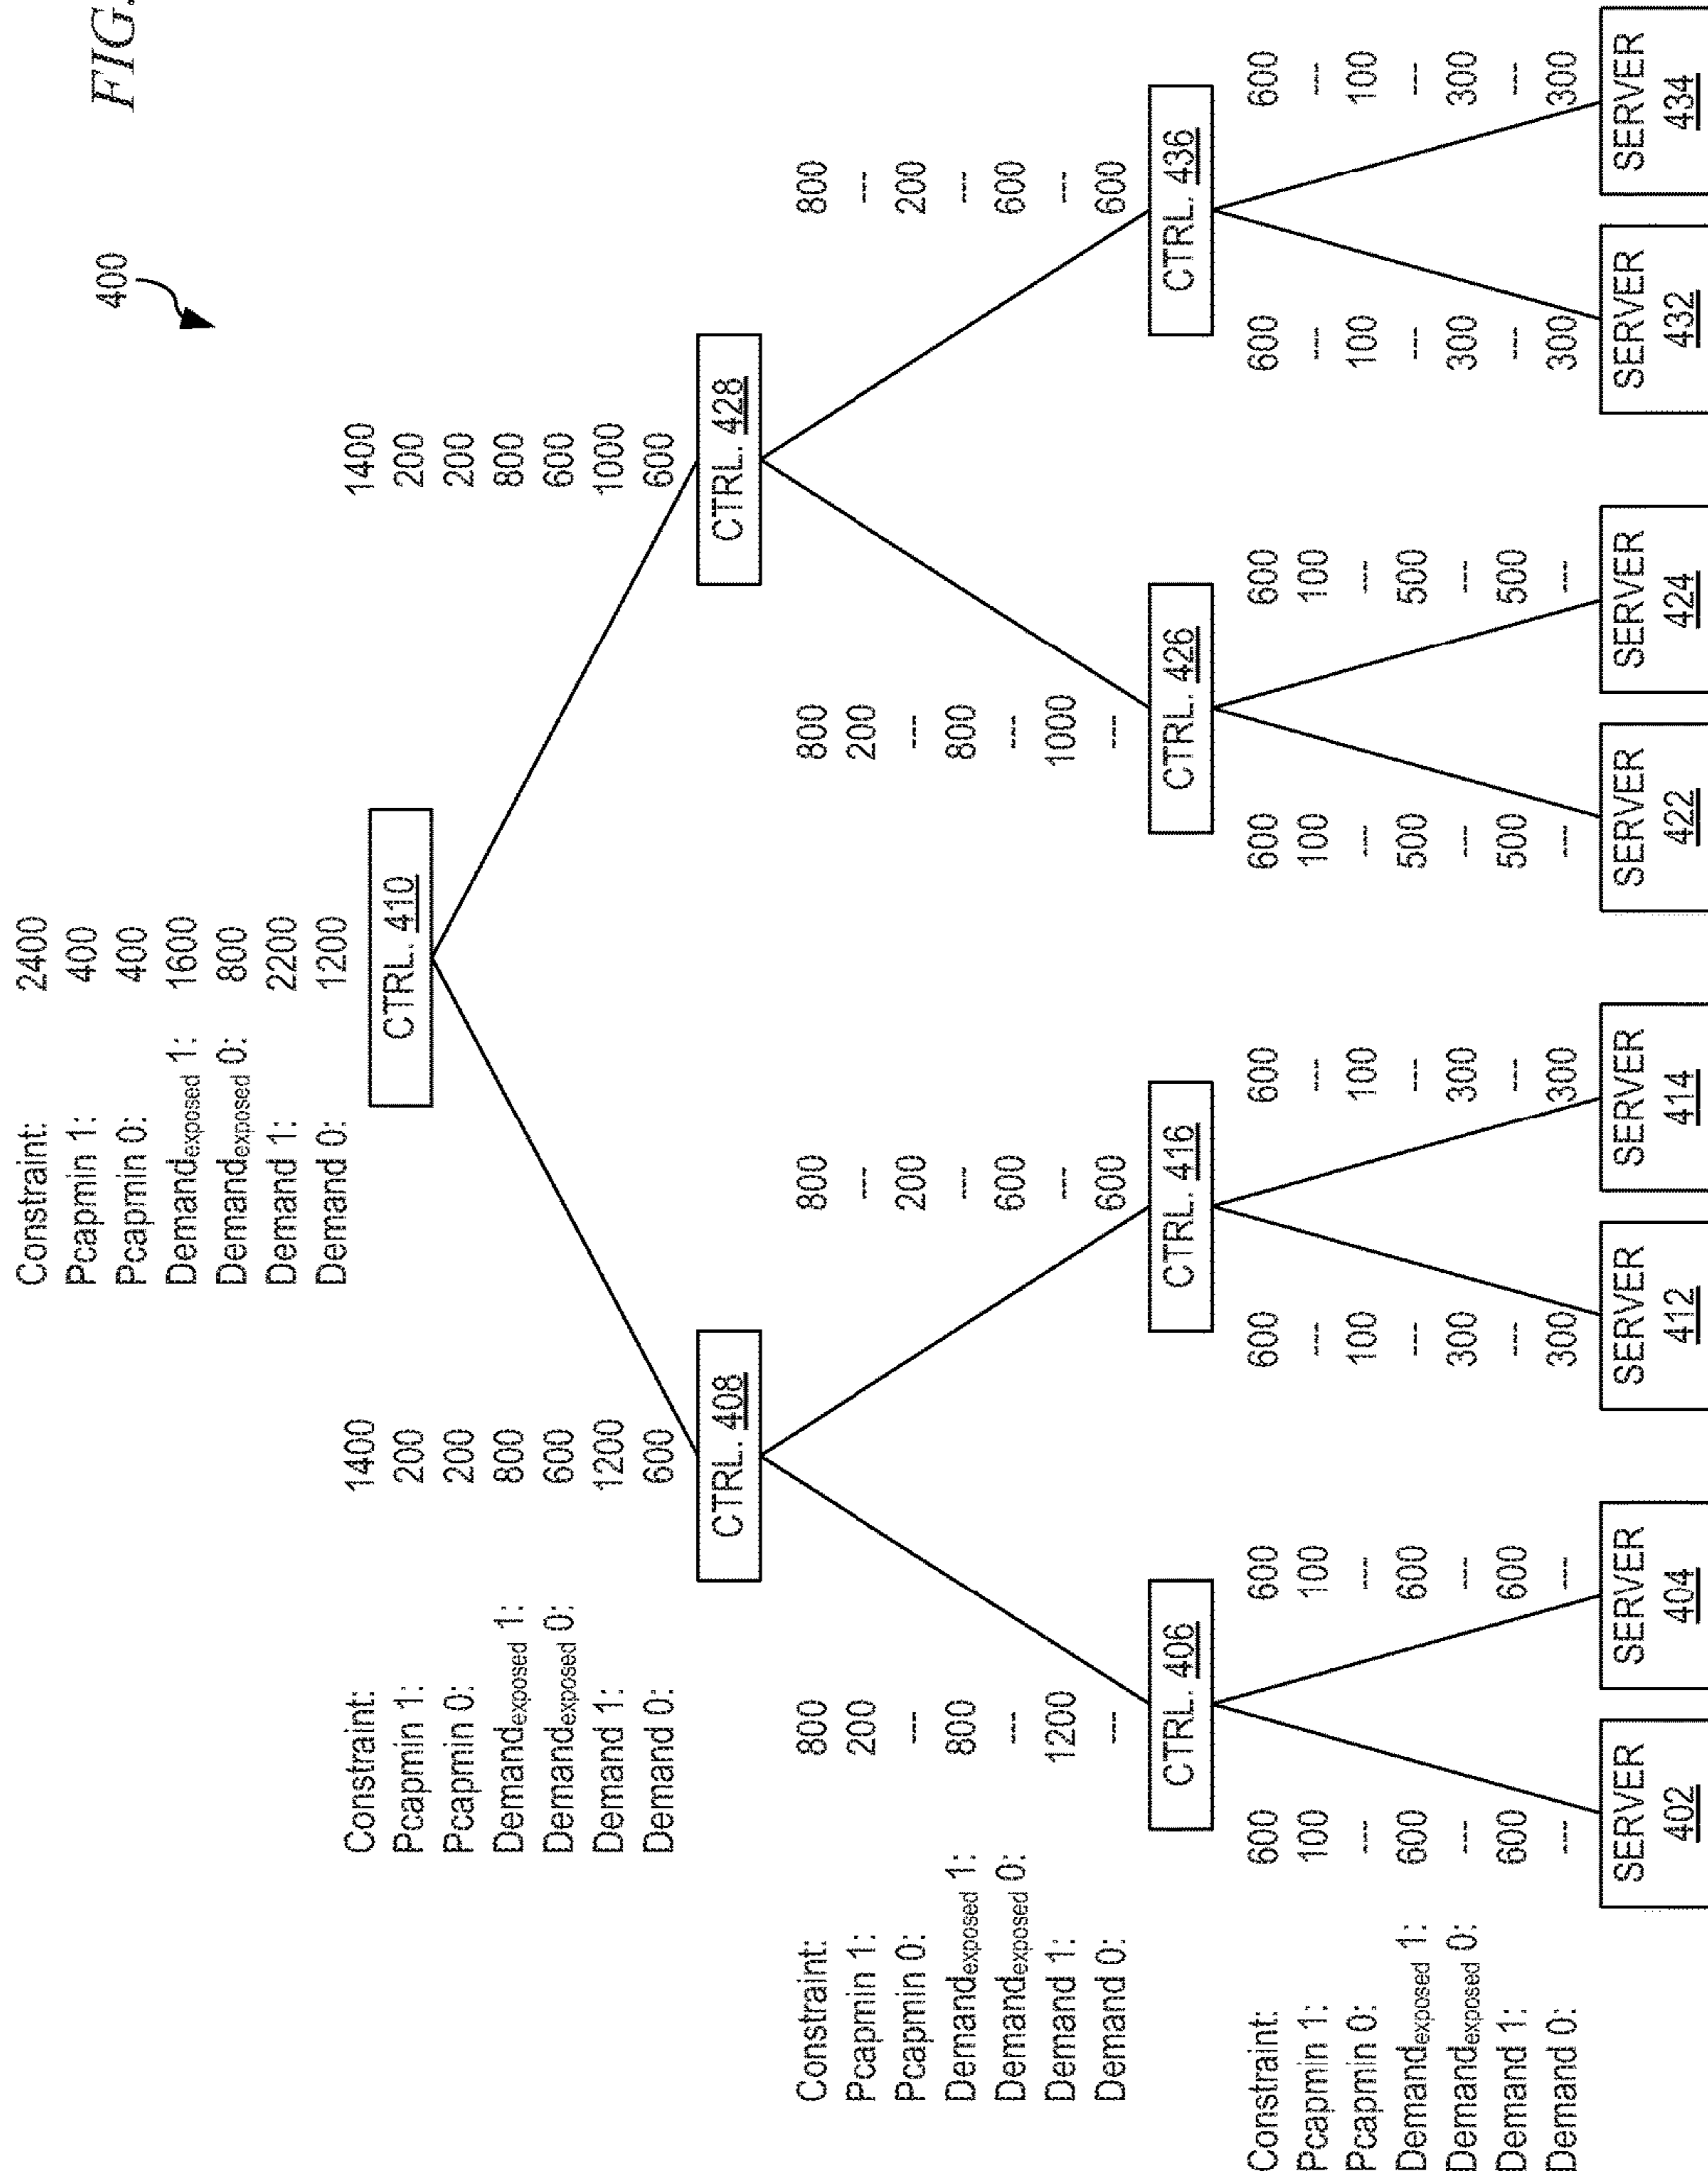 FIG.
400
Constraint: 2400
Pcapmin 1: 400
Pcapmin 0: 400
Demandexposed 1: 1600
Demandexposed 0: 800
Demand 1: 2200
Demand 0: 1200
CTRL. 410
Constraint: 1400 1400
Pcapmin 1: 200 200
Pcapmin 0: 200 200
Demandexposed 1: 800 800
Demandexposed 0: 600 600
Demand 1: 1200 1000
Demand 0: 600 600
CTRL. 408 CTRL. 428
Constraint: 800 800 800 800
Pcapmin 1: 200 --- 200 ---
Pcapmin 0: --- 200 --- 200
Demandexposed 1: 800 --- 800 ---
Demandexposed 0: --- 600 --- 600
Demand 1: 1200 --- 1000 ---
Demand 0: --- 600 --- 600
CTRL. 406 CTRL. 416 CTRL. 426 CTRL. 436
Constraint: 600 600 600 600 600 600 600 600
Pcapmin 1: 100 100 --- --- 100 100 --- ---
Pcapmin 0: --- --- 100 100 --- --- 100 100
Demandexposed 1: 600 600 --- --- 500 500 --- ---
Demandexposed 0: --- --- 300 300 --- --- 300 300
Demand 1: 600 600 --- --- 500 500 --- ---
Demand 0: --- --- 300 300 --- --- 300 300
SERVER SERVER SERVER SERVER SERVER SERVER SERVER SERVER
402 404 412 414 422 424 432 434